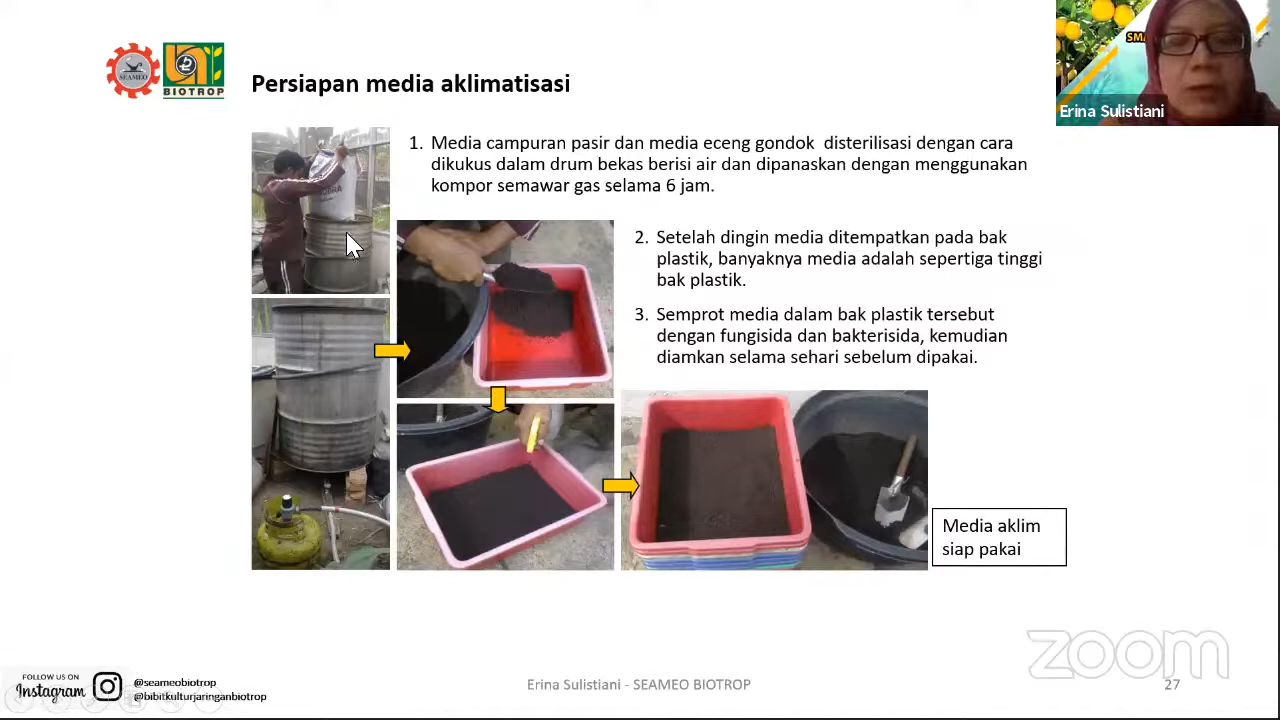 SEAMEO
BIOTROP
Persiapan media aklimatisasi
SMA
Erina Sulistiani
1. Media campuran pasir dan media eceng gondok disterilisasi dengan cara
dikukus dalam drum bekas berisi air dan dipanaskan dengan menggunakan
kompor semawar gas selama 6 jam.
2. Setelah dingin media ditempatkan pada bak
plastik, banyaknya media adalah sepertiga tinggi
bak plastik.
3. Semprot media dalam bak plastik tersebut
dengan fungisida dan bakterisida, kemudian
diamkan selama sehari sebelum dipakai.
Media aklim
siap pakai
zoom
FOLLOW US ON
Instagram
@seameobiotrop
@bibitkulturjaringanbiotrop
Erina Sulistiani - SEAMEO BIOTROP
27